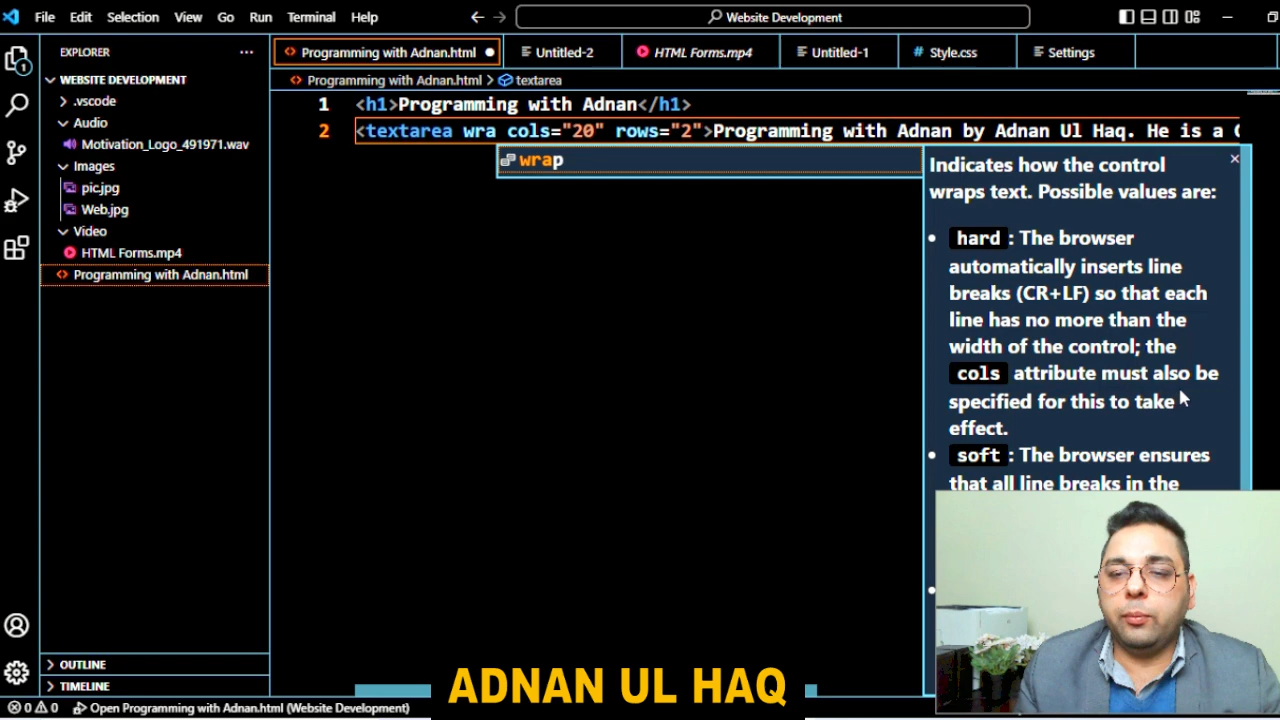 File Edit Selection View Go Run Terminal Help
Website Development
EXPLORER
Programming with Adnan.html
Untitled-2
HTML Forms.mp4
Untitled-1
Style.css
Settings
WEBSITE DEVELOPMENT
Programming with Adnan.html > textarea
.vscode
Audio
Motivation_Logo_491971.wav
Images
pic.jpg
Web.jpg
Video
HTML Forms.mp4
Programming with Adnan.html
1 <h1>Programming with Adnan</h1>
2 <textarea wra cols="20" rows="2">Programming with Adnan by Adnan Ul Haq. He is a
wrap
Indicates how the control
wraps text. Possible values are:
hard : The browser
automatically inserts line
breaks (CR+LF) so that each
line has no more than the
width of the control; the
cols attribute must also be
specified for this to take
effect.
soft : The browser ensures
that all line breaks in the
OUTLINE
TIMELINE
ADNAN UL HAQ
0 0 Open Programming with Adnan.html (Website Development)
1